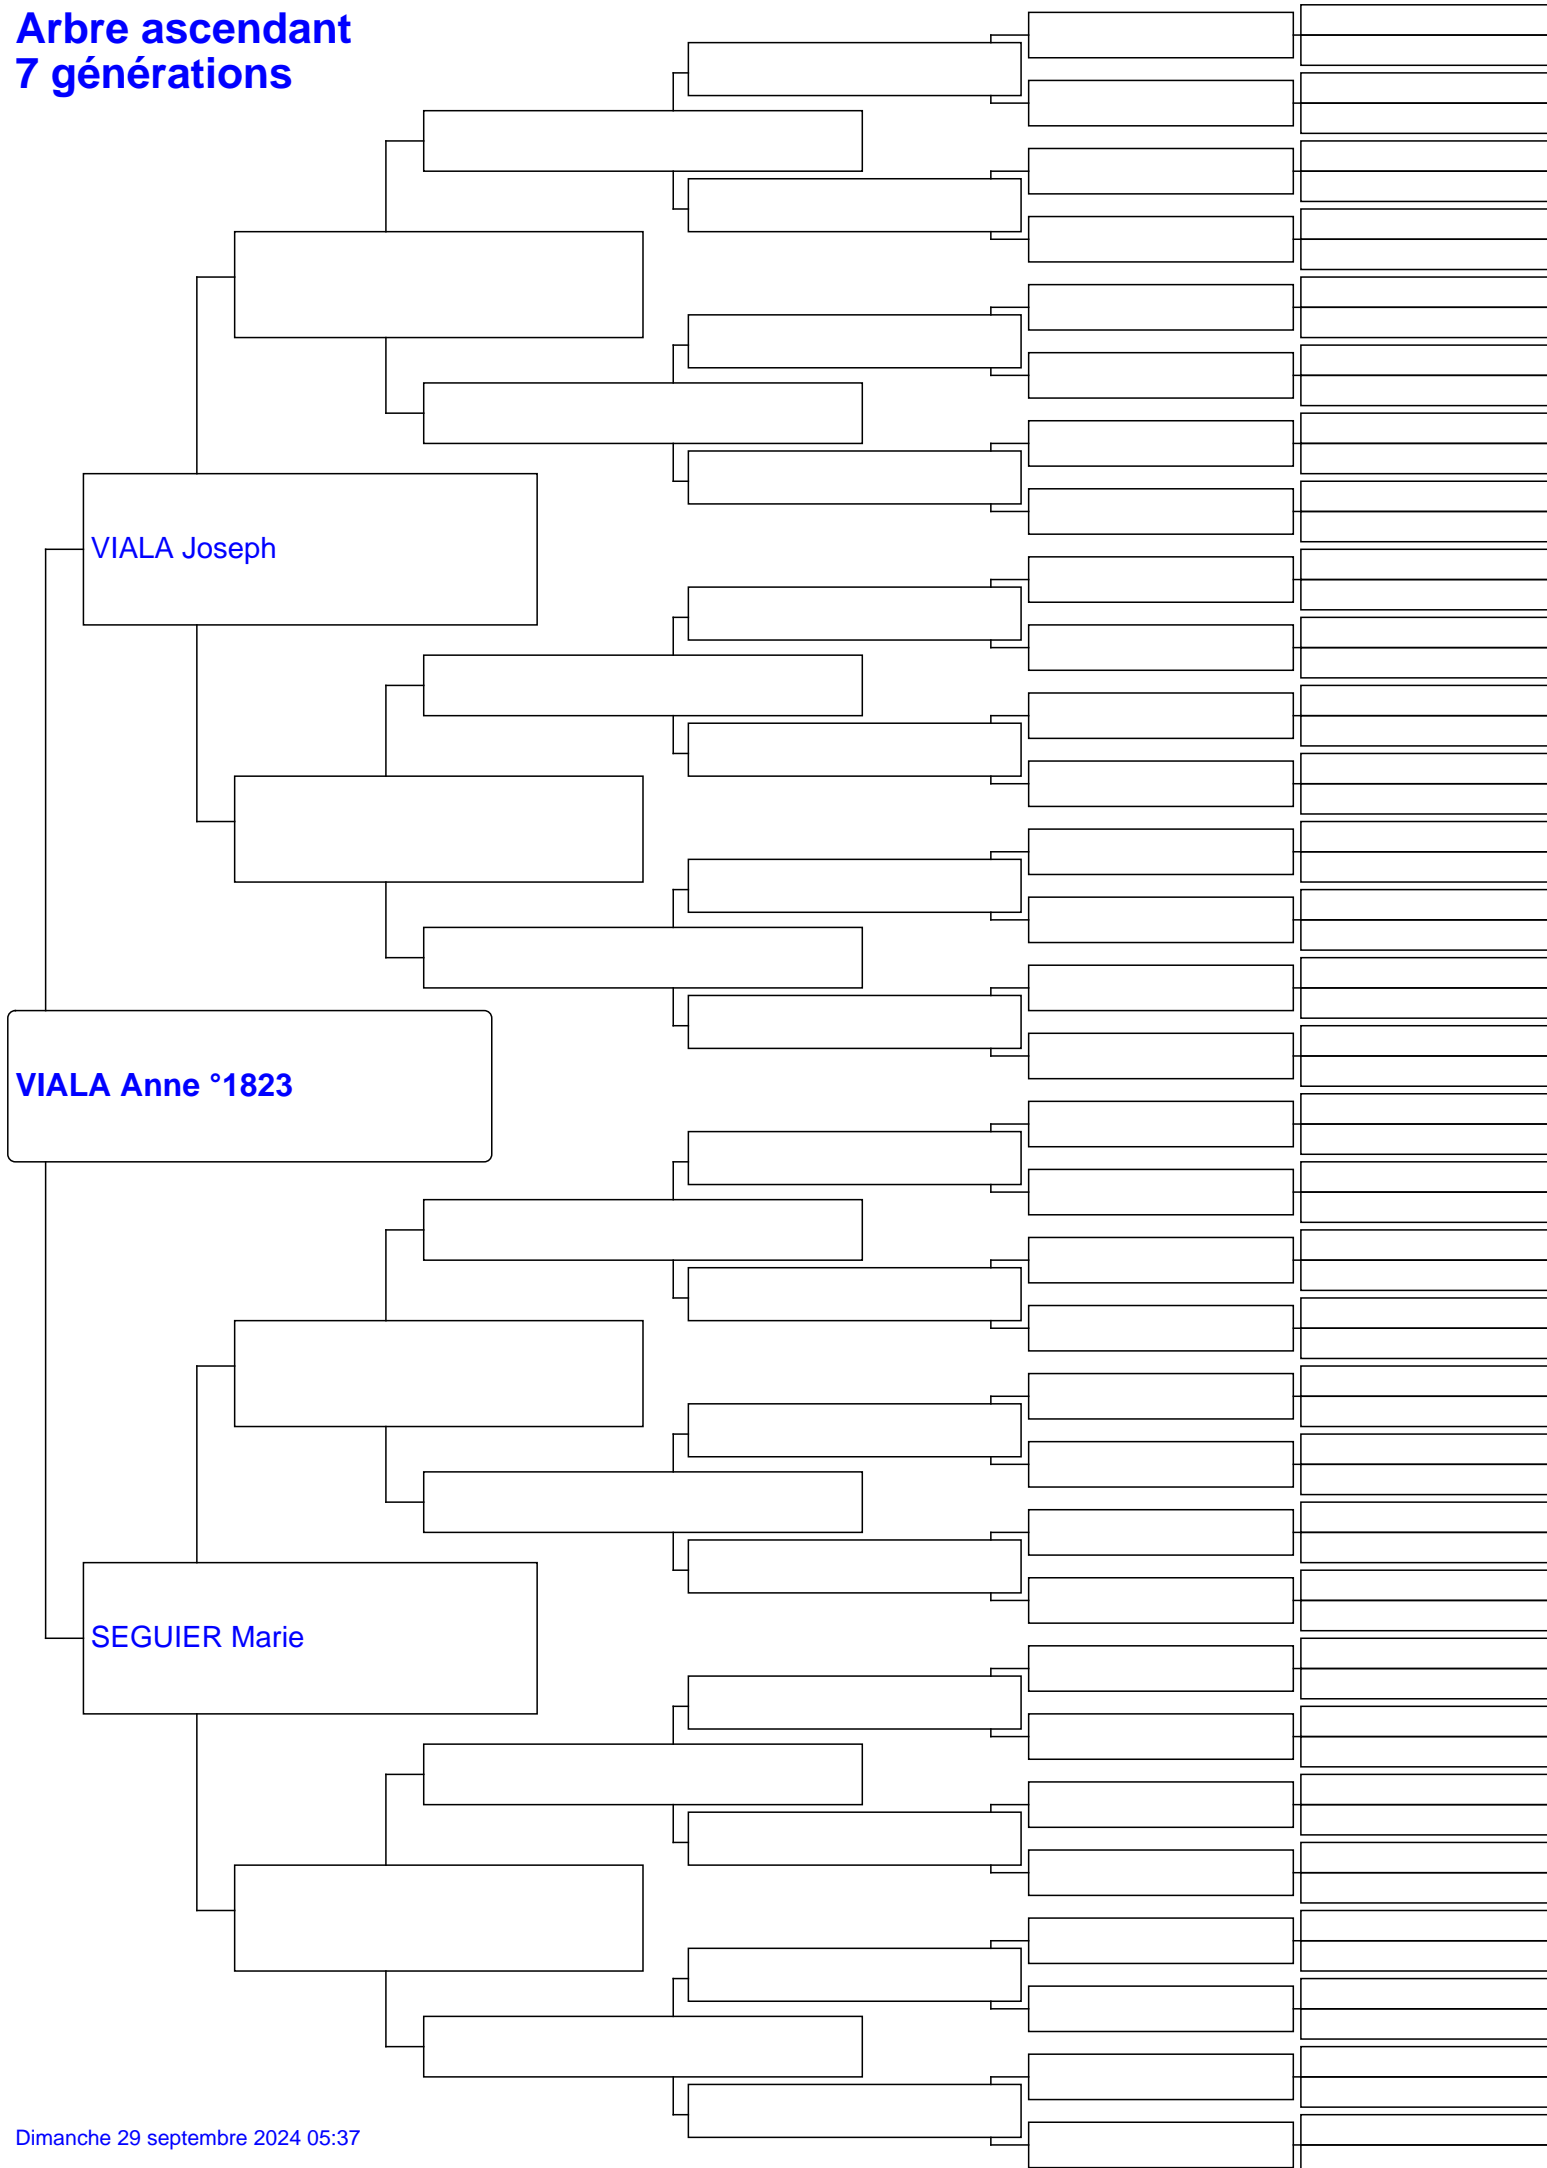 Arbre ascendant
7 générations
VIALA Joseph
VIALA Anne °1823
SEGUIER Marie
Dimanche 29 septembre 2024 05:37